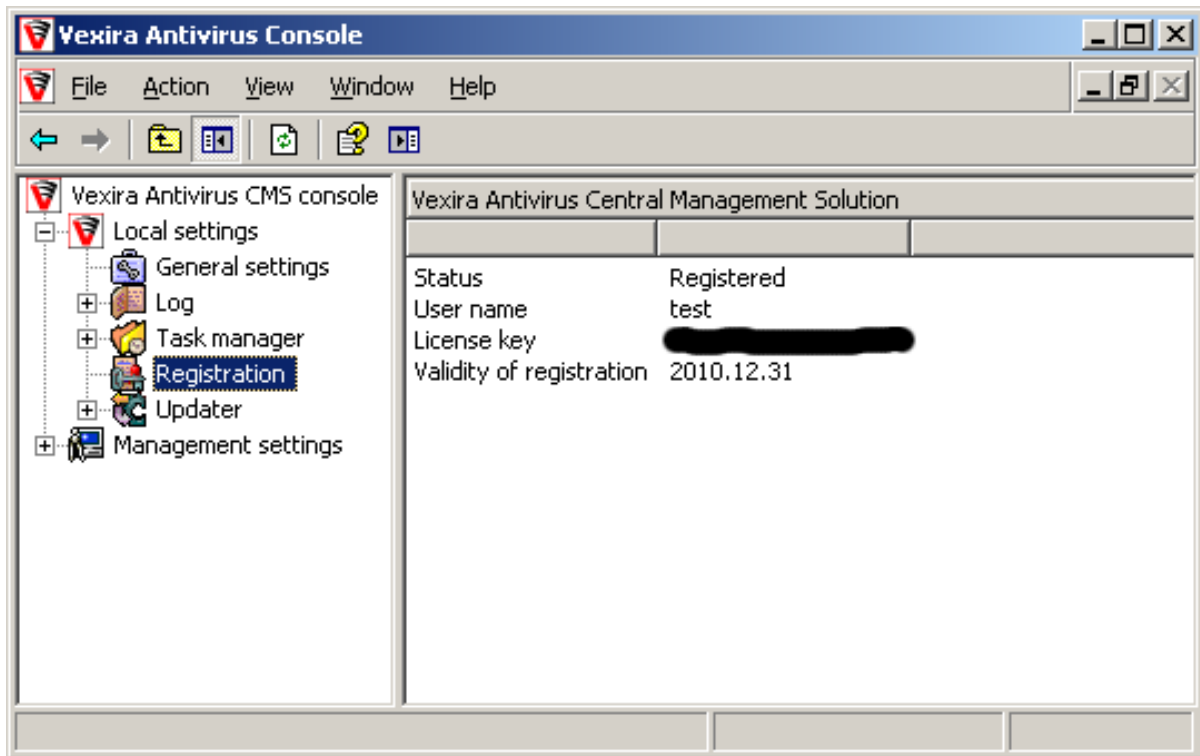 Vexira Antivirus Console
File Action View Window Help
Vexira Antivirus CMS console
Local settings
General settings
Log
Task manager
Registration
Updater
Management settings
Vexira Antivirus Central Management Solution
Status Registered
User name test
License key
Validity of registration 2010.12.31